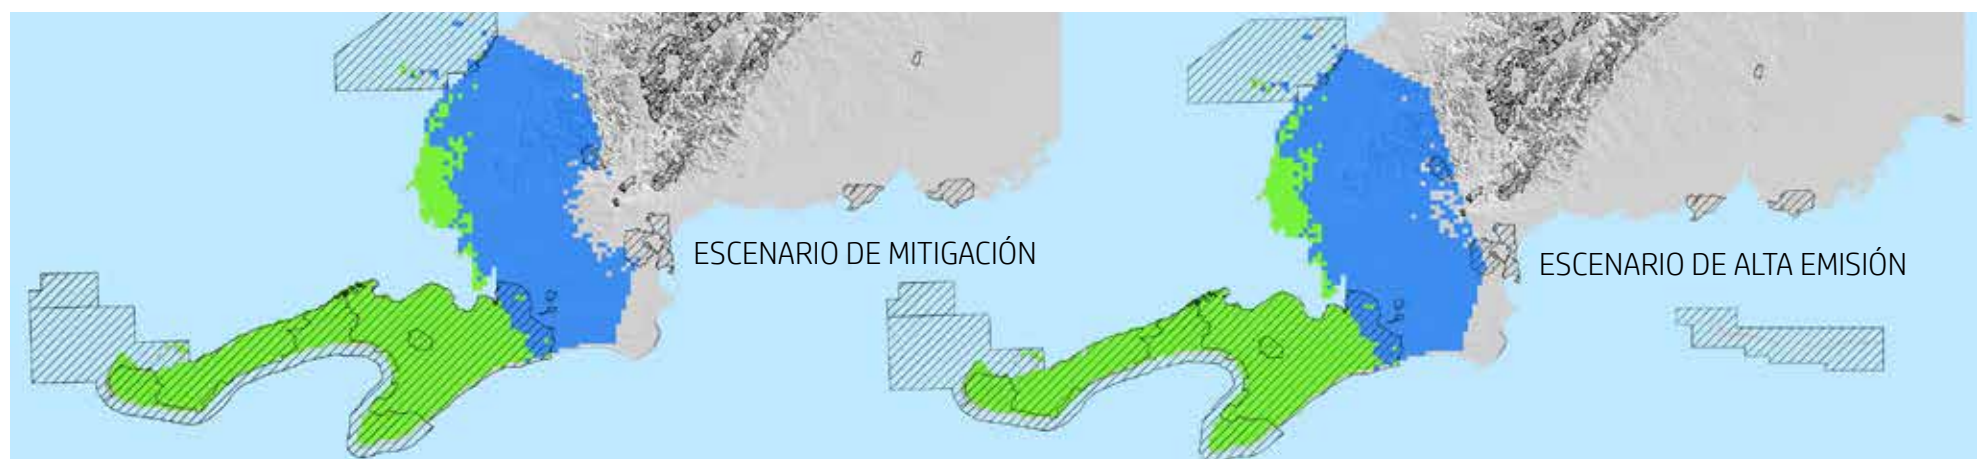 ESCENARIO DE MITIGACIÓN
ESCENARIO DE ALTA EMISIÓN